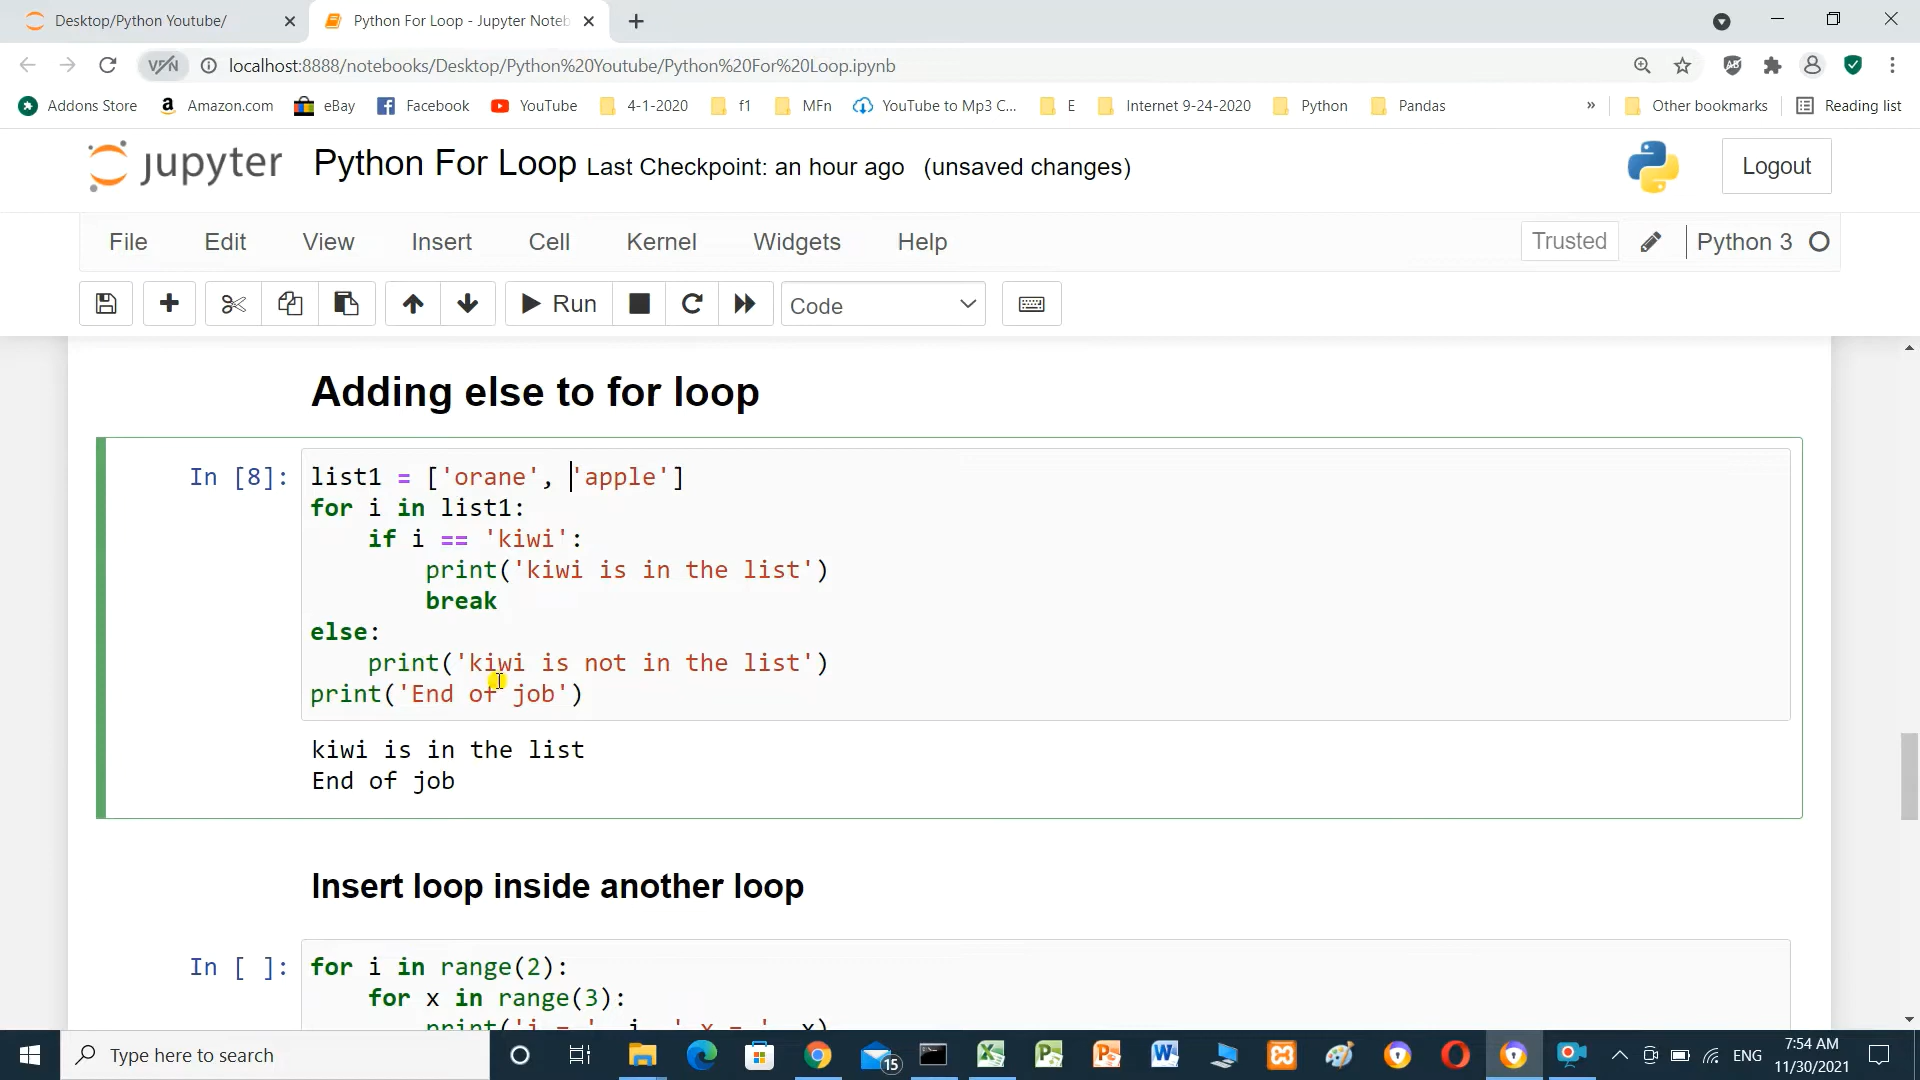 Desktop/Python Youtube/
Python For Loop - Jupyter Noteb
VPN
localhost:8888/notebooks/Desktop/Python%20Youtube/Python%20For%20Loop.ipynb
Addons Store
Amazon.com
eBay
Facebook
YouTube
4-1-2020
f1
MFn
YouTube to Mp3 C...
E
Internet 9-24-2020
Python
Pandas
»
Other bookmarks
Reading list
jupyter
Python For Loop Last Checkpoint: an hour ago (unsaved changes)
Logout
File
Edit
View
Insert
Cell
Kernel
Widgets
Help
Trusted
Python 3
Run
Code
Adding else to for loop
In [8]:
list1 = ['orane', 'apple']
for i in list1:
    if i == 'kiwi':
        print('kiwi is in the list')
        break
else:
    print('kiwi is not in the list')
print('End of job')
kiwi is in the list
End of job
Insert loop inside another loop
In [ ]:
for i in range(2):
    for x in range(3):
        print('i = ', i, ' x = ', x)
Type here to search
15
ENG
7:54 AM
11/30/2021